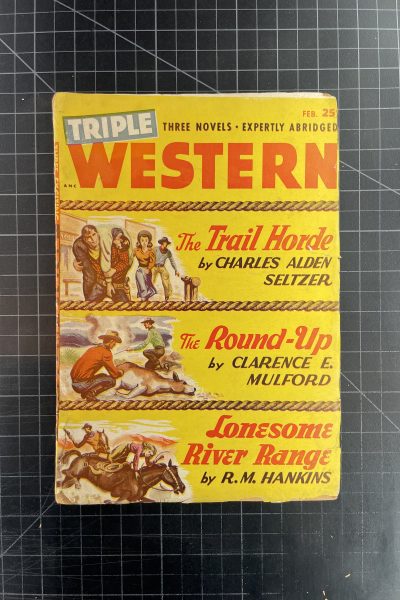 FEB. 25
TRIPLE
THREE NOVELS • EXPERTLY ABRIDGED
WESTERN
ANC
The Trail Horde
by CHARLES ALDEN
SELTZER
The Round-Up
by CLARENCE E.
MULFORD
Lonesome
River Range
by R. M. HANKINS